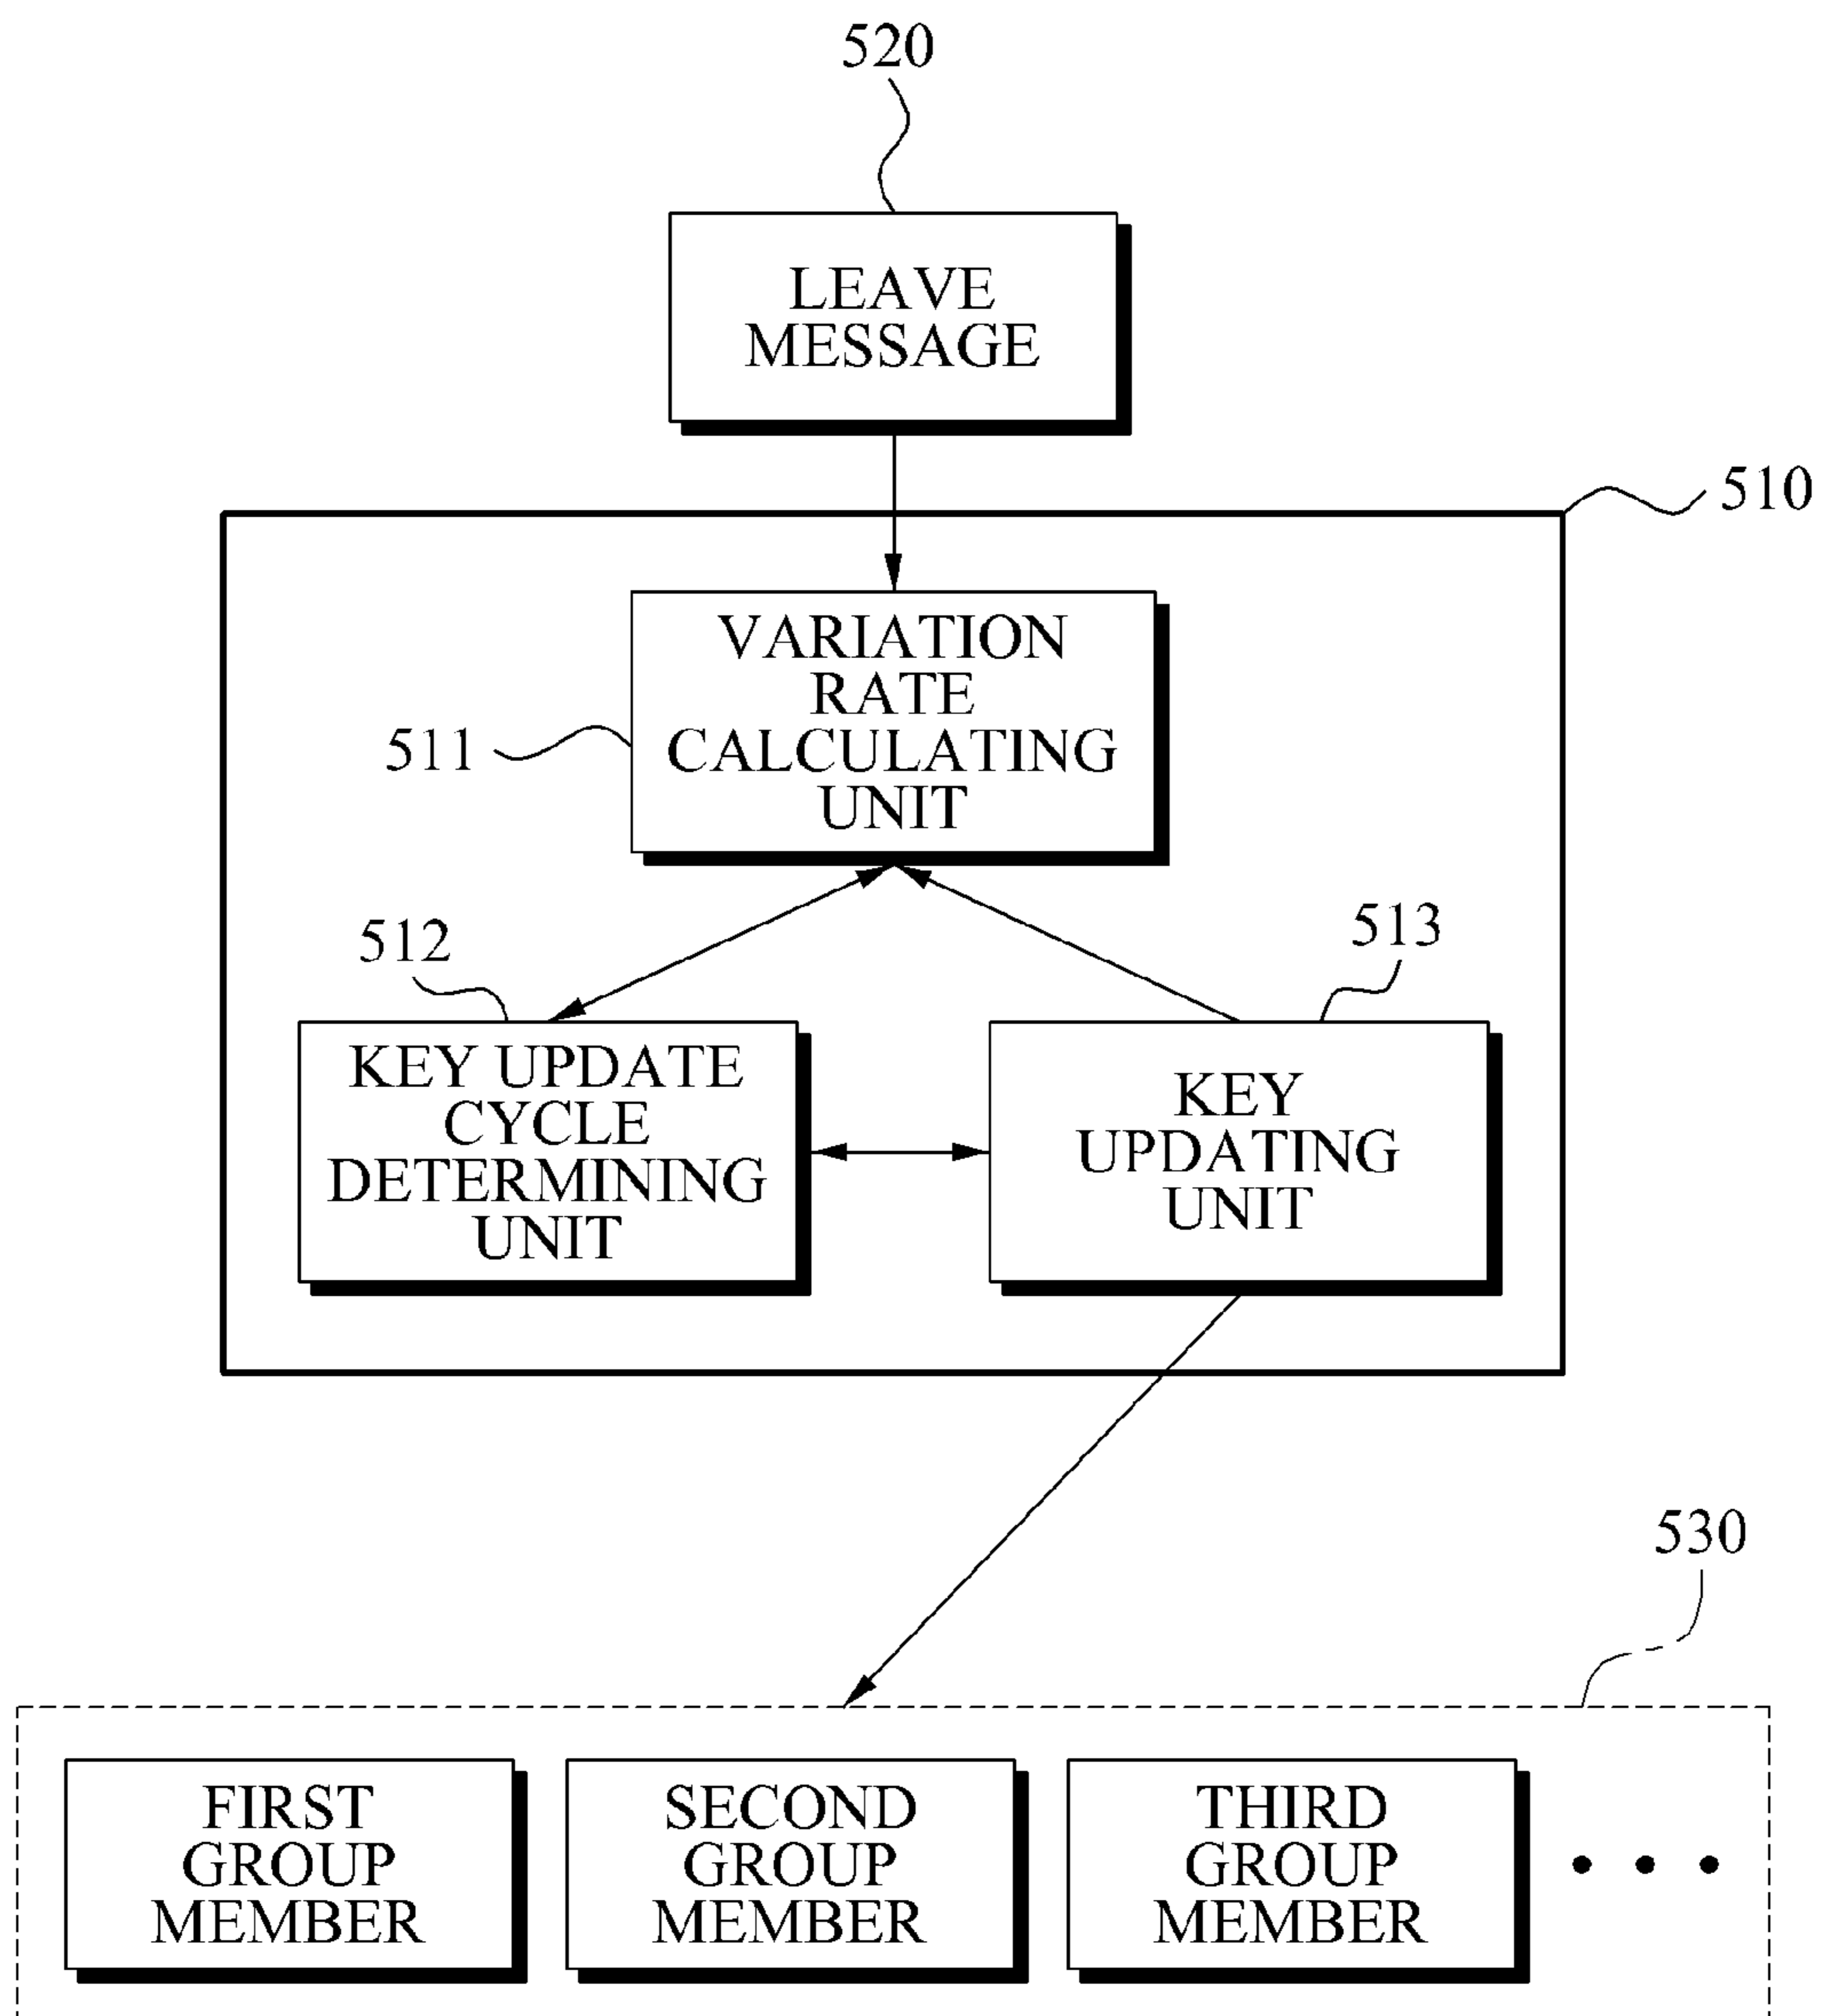 520
LEAVE
MESSAGE
510
VARIATION
RATE
CALCULATING
UNIT
511
512
513
KEY UPDATE
CYCLE
DETERMINING
UNIT
KEY
UPDATING
UNIT
530
FIRST
GROUP
MEMBER
SECOND
GROUP
MEMBER
THIRD
GROUP
MEMBER
• • •